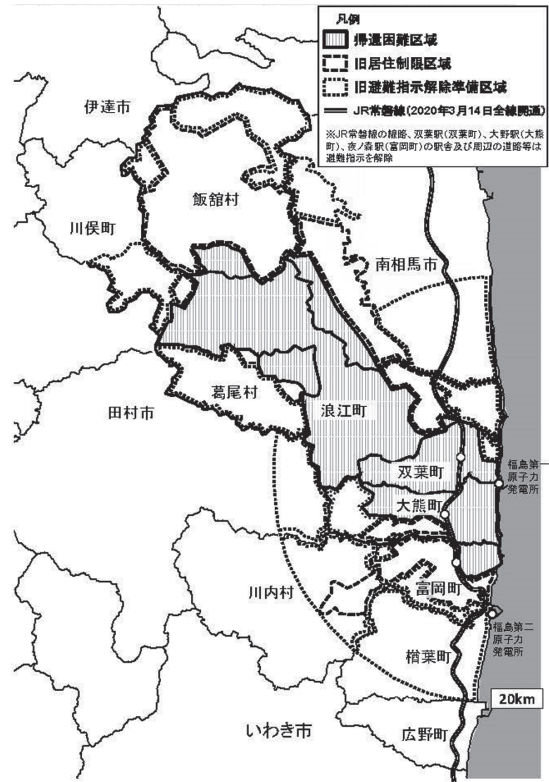 凡例
帰還困難区域
旧居住制限区域
旧避難指示解除準備区域
JR常磐線(2020年3月14日全線開通)
※JR常磐線の線路、双葉駅(双葉町)、大野駅(大熊
町)、夜ノ森駅(富岡町)の駅舎及び周辺の道路等は
避難指示を解除
伊達市
飯舘村
川俣町
南相馬市
葛尾村
田村市
浪江町
双葉町
福島第一
原子力
発電所
大熊町
川内村
富岡町
福島第二
原子力
発電所
楢葉町
20km
いわき市
広野町